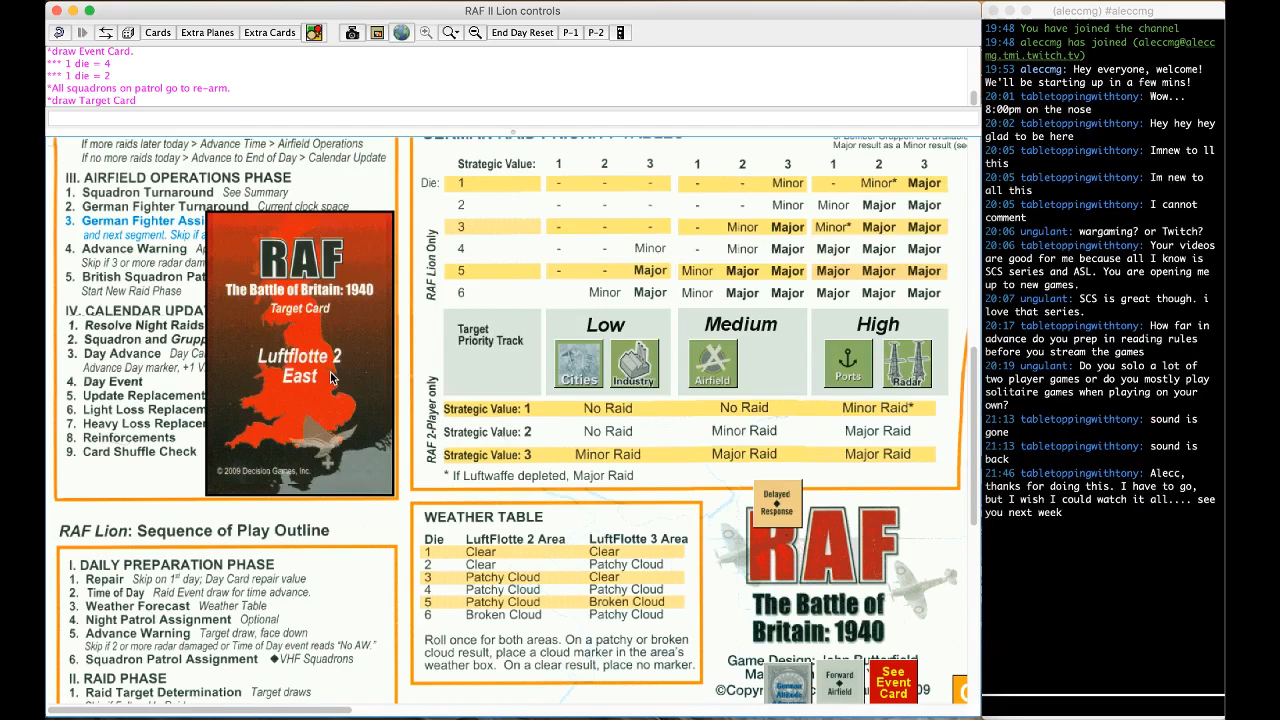 RAF II Lion controls
Cards
Extra Planes
Extra Cards
End Day Reset
P-1
P-2
*draw Event Card.
*** 1 die = 4
*** 1 die = 2
*All squadrons on patrol go to re-arm.
*draw Target Card
If more raids later today > Advance Time > Airfield Operations
If no more raids today > Advance to End of Day > Calendar Update
III. AIRFIELD OPERATIONS PHASE
1. Squadron Turnaround See Summary
2. Group Turnaround Current clock space
3. German Fighter Assi
and next segment. Skip if a
4. Advance Warning
Skip if 3 or more radar dam
5. British Squadron Pat
Start New Raid Phase
IV. CALENDAR UPDA
1. Resolve Night Raids
2. Squadron and Grupp
3. Day Advance Day Ca
Advance Day marker, +1 V
4. Day Event
5. Update Replacement
6. Light Loss Replacem
7. Heavy Loss Replacem
8. Reinforcements
9. Card Shuffle Check
RAF
The Battle of Britain: 1940
Target Card
Luftflotte 2
East
© 2009 Decision Games, Inc.
RAF Lion: Sequence of Play Outline
I. DAILY PREPARATION PHASE
1. Repair Skip on 1st day; Day Card repair value
2. Time of Day Raid Event draw for time advance.
3. Weather Forecast Weather Table
4. Night Patrol Assignment Optional
5. Advance Warning Target draw, face down
Skip if 2 or more radar damaged or Time of Day event reads "No AW."
6. Squadron Patrol Assignment ◆VHF Squadrons
II. RAID PHASE
1. Raid Target Determination Target draws
GERMAN RAID PRIORITY TABLES
Major result as a Minor result (se
Strategic Value: 1 2 3 1 2 3 1 2 3
Die: 1 - - - - - Minor - Minor* Major
2 - - - - - Minor Minor Major Major
3 - - - - Minor Major Minor* Major Major
4 - - Minor - Minor Major Major Major Major
5 - - Major Minor Major Major Major Major Major
6 Minor Major Minor Major Major Major Major Major
RAF Lion Only
Target
Priority Track
Low
Medium
High
Cities
Industry
Airfield
Ports
Radar
RAF 2-Player only
Strategic Value: 1 No Raid No Raid Minor Raid*
Strategic Value: 2 No Raid Minor Raid Major Raid
Strategic Value: 3 Minor Raid Major Raid Major Raid
* If Luftwaffe depleted, Major Raid
WEATHER TABLE
Die LuftFlotte 2 Area LuftFlotte 3 Area
1 Clear Clear
2 Clear Patchy Cloud
3 Patchy Cloud Clear
4 Patchy Cloud Patchy Cloud
5 Patchy Cloud Broken Cloud
6 Broken Cloud Patchy Cloud
Roll once for both areas. On a patchy or broken
cloud result, place a cloud marker in the area's
weather box. On a clear result, place no marker.
Delayed
◆
Response
RAF
The Battle of
Britain: 1940
Forward
◆
Airfield
See
Event
Card
(aleccmg) #aleccmg
19:48 You have joined the channel
19:48 aleccmg has joined (aleccmg@alecc
mg.tmi.twitch.tv)
19:53 aleccmg: Hey everyone, welcome!
We'll be starting up in a few mins!
20:01 tabletoppingwithtony: Wow...
8:00pm on the nose
20:02 tabletoppingwithtony: Hey hey hey
glad to be here
20:05 tabletoppingwithtony: Imnew to ll
this
20:05 tabletoppingwithtony: Im new to
all this
20:05 tabletoppingwithtony: I cannot
comment
20:06 ungulant: wargaming? or Twitch?
20:06 tabletoppingwithtony: Your videos
are good for me because all I know is
SCS series and ASL. You are opening me
up to new games.
20:07 ungulant: SCS is great though. i
love that series.
20:17 tabletoppingwithtony: How far in
advance do you prep in reading rules
before you stream the games
20:19 ungulant: Do you solo a lot of
two player games or do you mostly play
solitaire games when playing on your
own?
21:13 tabletoppingwithtony: sound is
gone
21:13 tabletoppingwithtony: sound is
back
21:46 tabletoppingwithtony: Alecc,
thanks for doing this. I have to go,
but I wish I could watch it all.... see
you next week